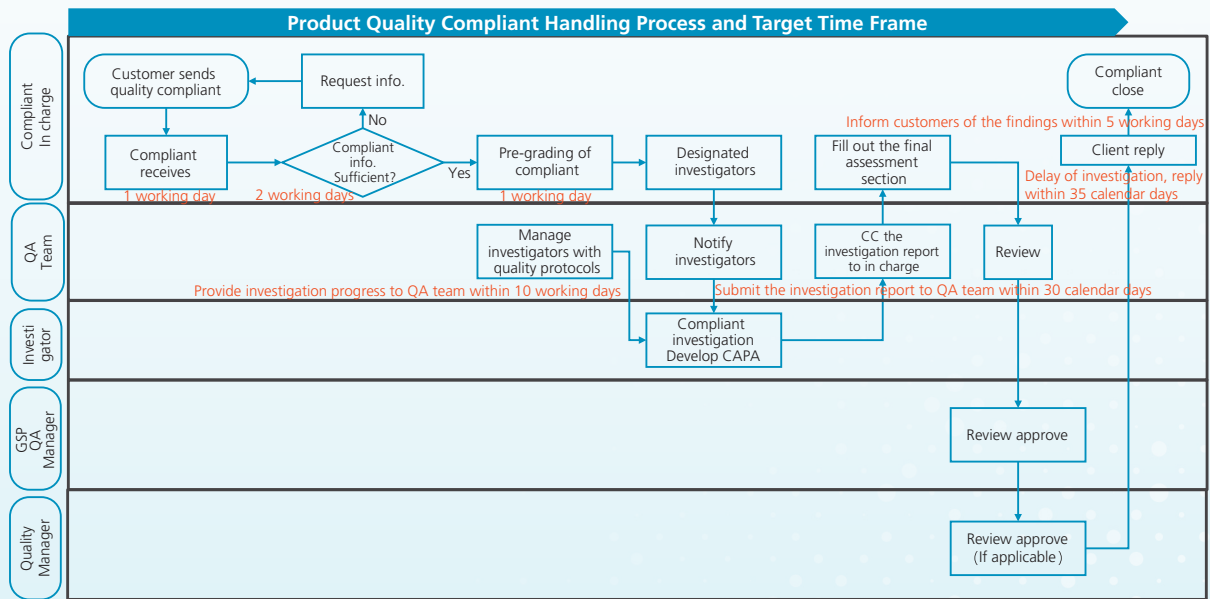 Product Quality Compliant Handling Process and Target Time Frame
Compliant
In charge
Customer sends
quality compliant
Request info.
Compliant
close
No
Inform customers of the findings within 5 working days
Compliant
receives
Compliant
info.
Sufficient?
Yes
Pre-grading of
compliant
Designated
investigators
Fill out the final
assessment
section
Client reply
Delay of investigation, reply
within 35 calendar days
1 working day
2 working days
1 working day
QA
Team
Manage
investigators with
quality protocols
Notify
investigators
CC the
investigation report
to in charge
Review
Provide investigation progress to QA team within 10 working days
Submit the investigation report to QA team within 30 calendar days
Investi
gator
Compliant
investigation
Develop CAPA
GSP
QA
Manager
Review approve
Quality
Manager
Review approve
(If applicable)